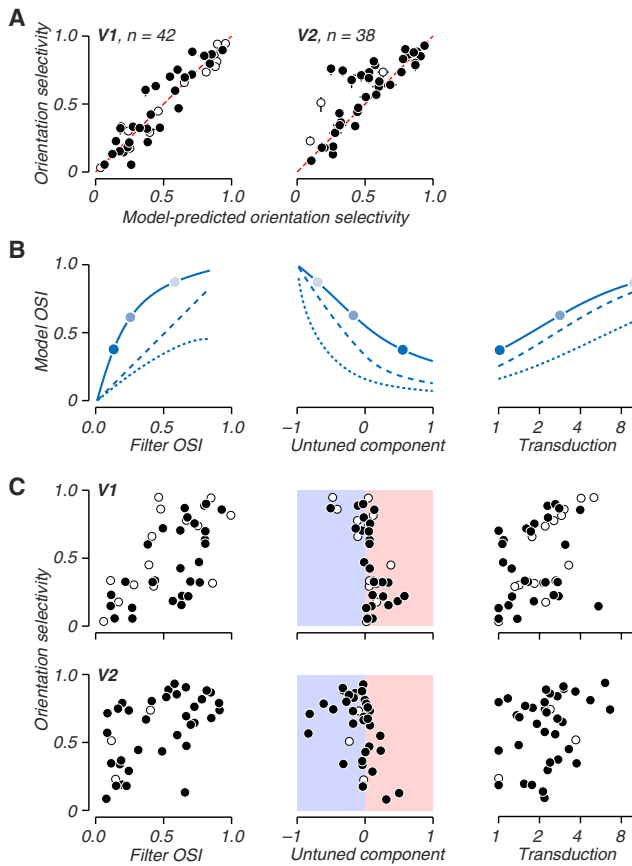 A
V1, n = 42
V2, n = 38
Orientation selectivity
1.0
0.5
0
0
0.5
1.0
0
0.5
1.0
Model-predicted orientation selectivity
B
Model OSI
1.0
0.5
0
0.0
0.5
1.0
−1
0
1
1
2
4
8
Filter OSI
Untuned component
Transduction
C
V1
1.0
0.5
0
Orientation selectivity
V2
1.0
0.5
0
0.0
0.5
1.0
−1
0
1
1
2
4
8
Filter OSI
Untuned component
Transduction